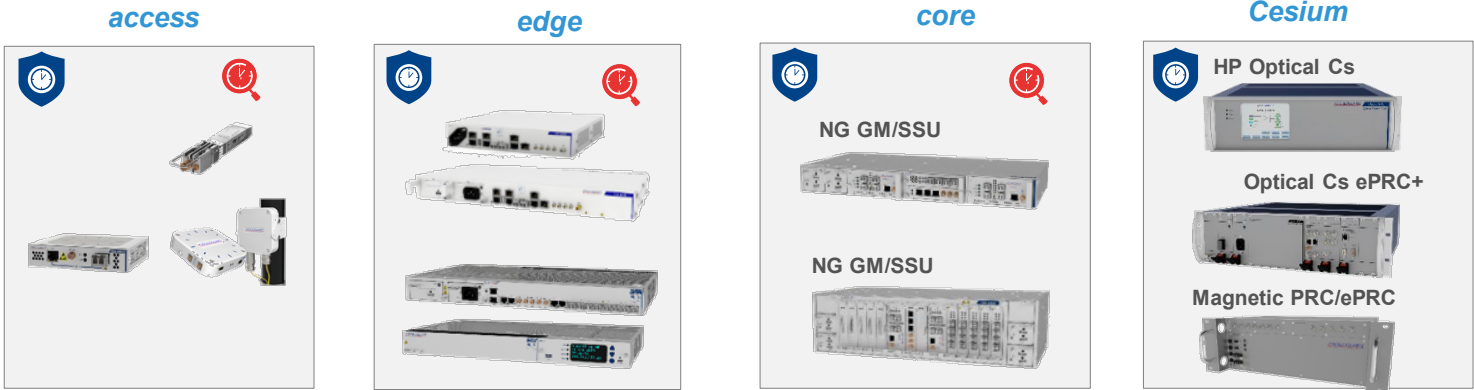 access
edge
core
Cesium
NG GM/SSU
NG GM/SSU
HP Optical Cs
Optical Cs ePRC+
Magnetic PRC/ePRC